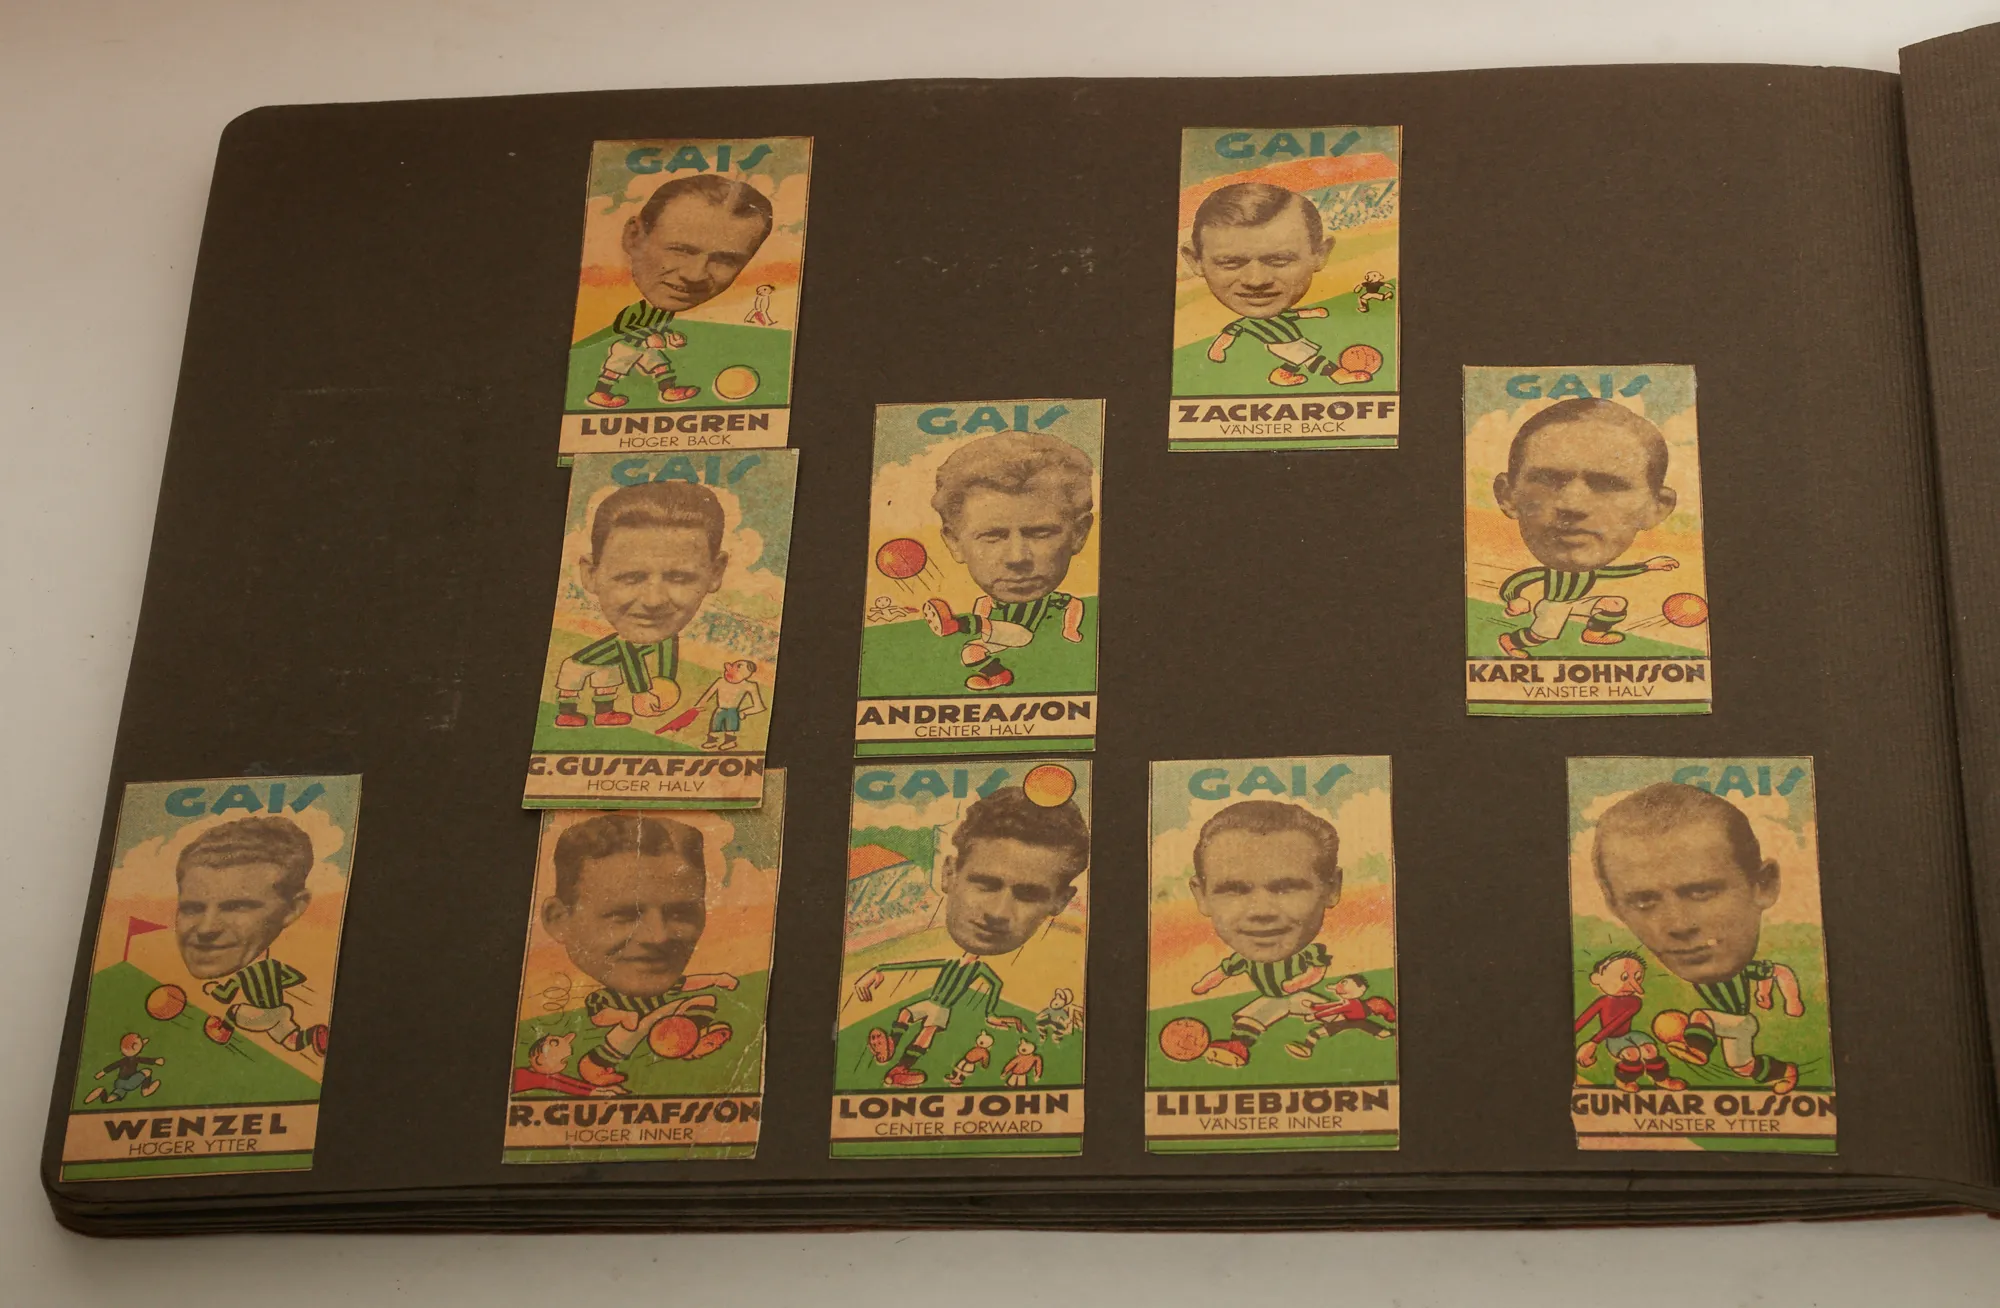 GAIS
LUNDGREN
HÖGER BACK
GAIS
ZACKAROFF
VÄNSTER BACK
GAIS
G.GUSTAFSSON
HÖGER HALV
GAIS
ANDREASSON
CENTER HALV
GAIS
KARL JOHNSSON
VÄNSTER HALV
GAIS
WENZEL
HÖGER YTTER
R.GUSTAFSSON
HÖGER INNER
GAIS
LONG JOHN
CENTER FORWARD
GAIS
LILJEBJÖRN
VÄNSTER INNER
GAIS
GUNNAR OLSSON
VÄNSTER YTTER